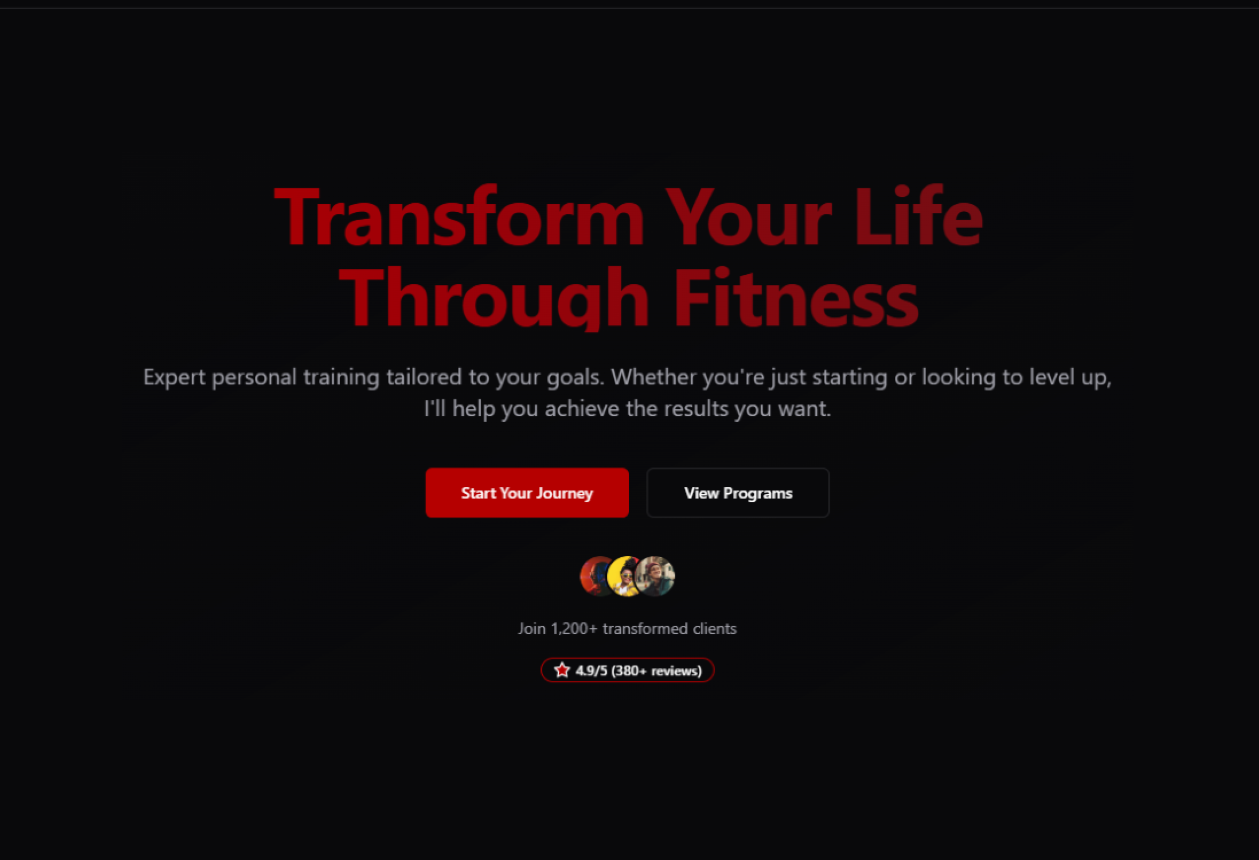 Transform Your Life
Through Fitness
Expert personal training tailored to your goals. Whether you're just starting or looking to level up,
I'll help you achieve the results you want.
Start Your Journey
View Programs
Join 1,200+ transformed clients
4.9/5 (380+ reviews)